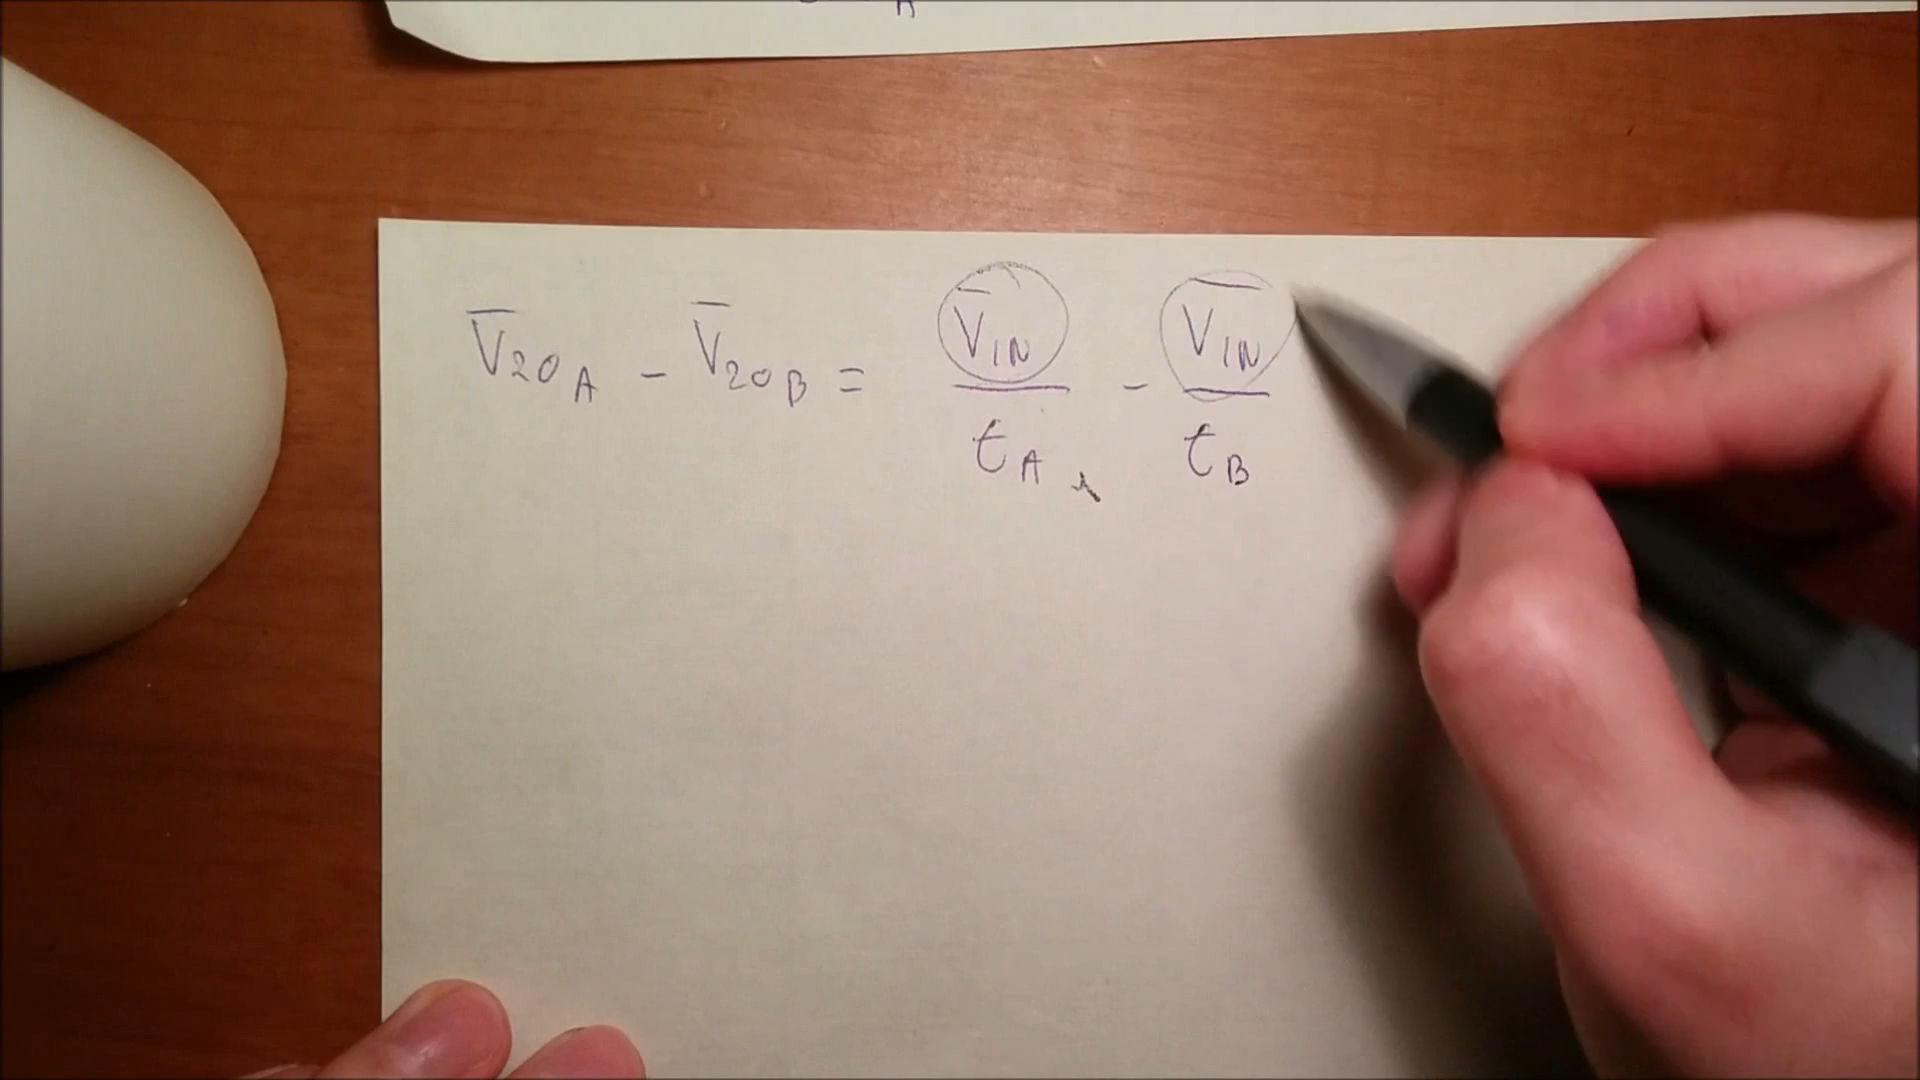 V̅20A - V̅20B = V̅IN/tA - V̅IN/tB